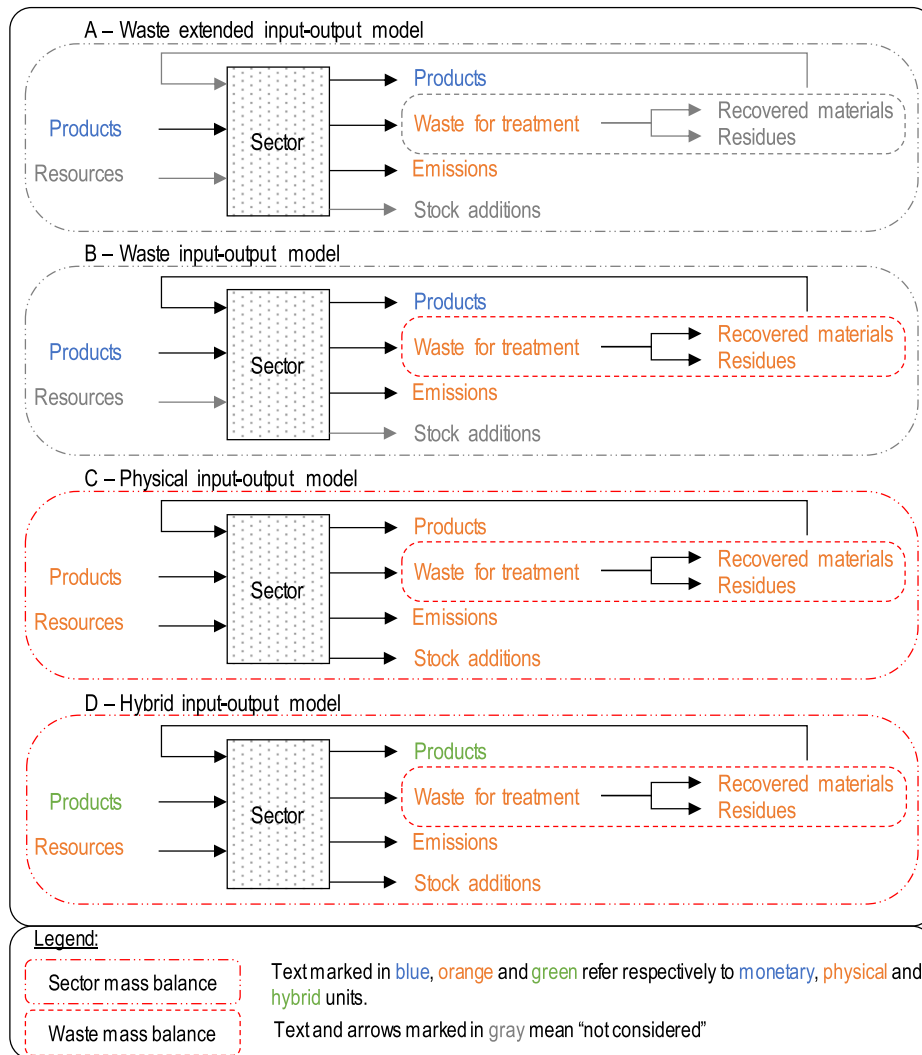 A – Waste extended input-output model
Products
Recovered materials
Waste for treatment
Products
Residues
Sector
Emissions
Resources
Stock additions
B – Waste input-output model
Products
Recovered materials
Waste for treatment
Products
Residues
Sector
Emissions
Resources
Stock additions
C – Physical input-output model
Products
Recovered materials
Waste for treatment
Products
Residues
Sector
Emissions
Resources
Stock additions
D – Hybrid input-output model
Products
Recovered materials
Waste for treatment
Products
Residues
Sector
Emissions
Resources
Stock additions
Legend:
Sector mass balance
Text marked in blue, orange and green refer respectively to monetary, physical and
hybrid units.
Waste mass balance
Text and arrows marked in gray mean “not considered”